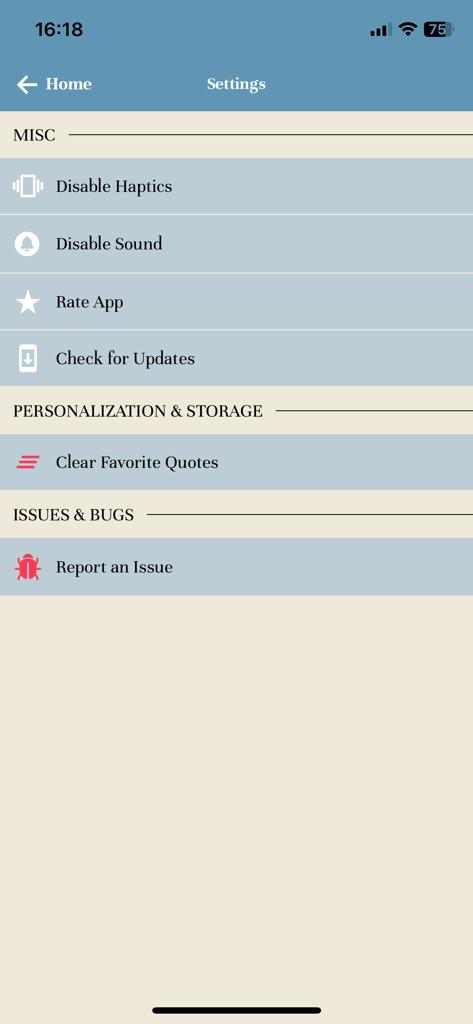 16:18
75
Home
Settings
MISC
Disable Haptics
Disable Sound
Rate App
Check for Updates
PERSONALIZATION & STORAGE
Clear Favorite Quotes
ISSUES & BUGS
Report an Issue